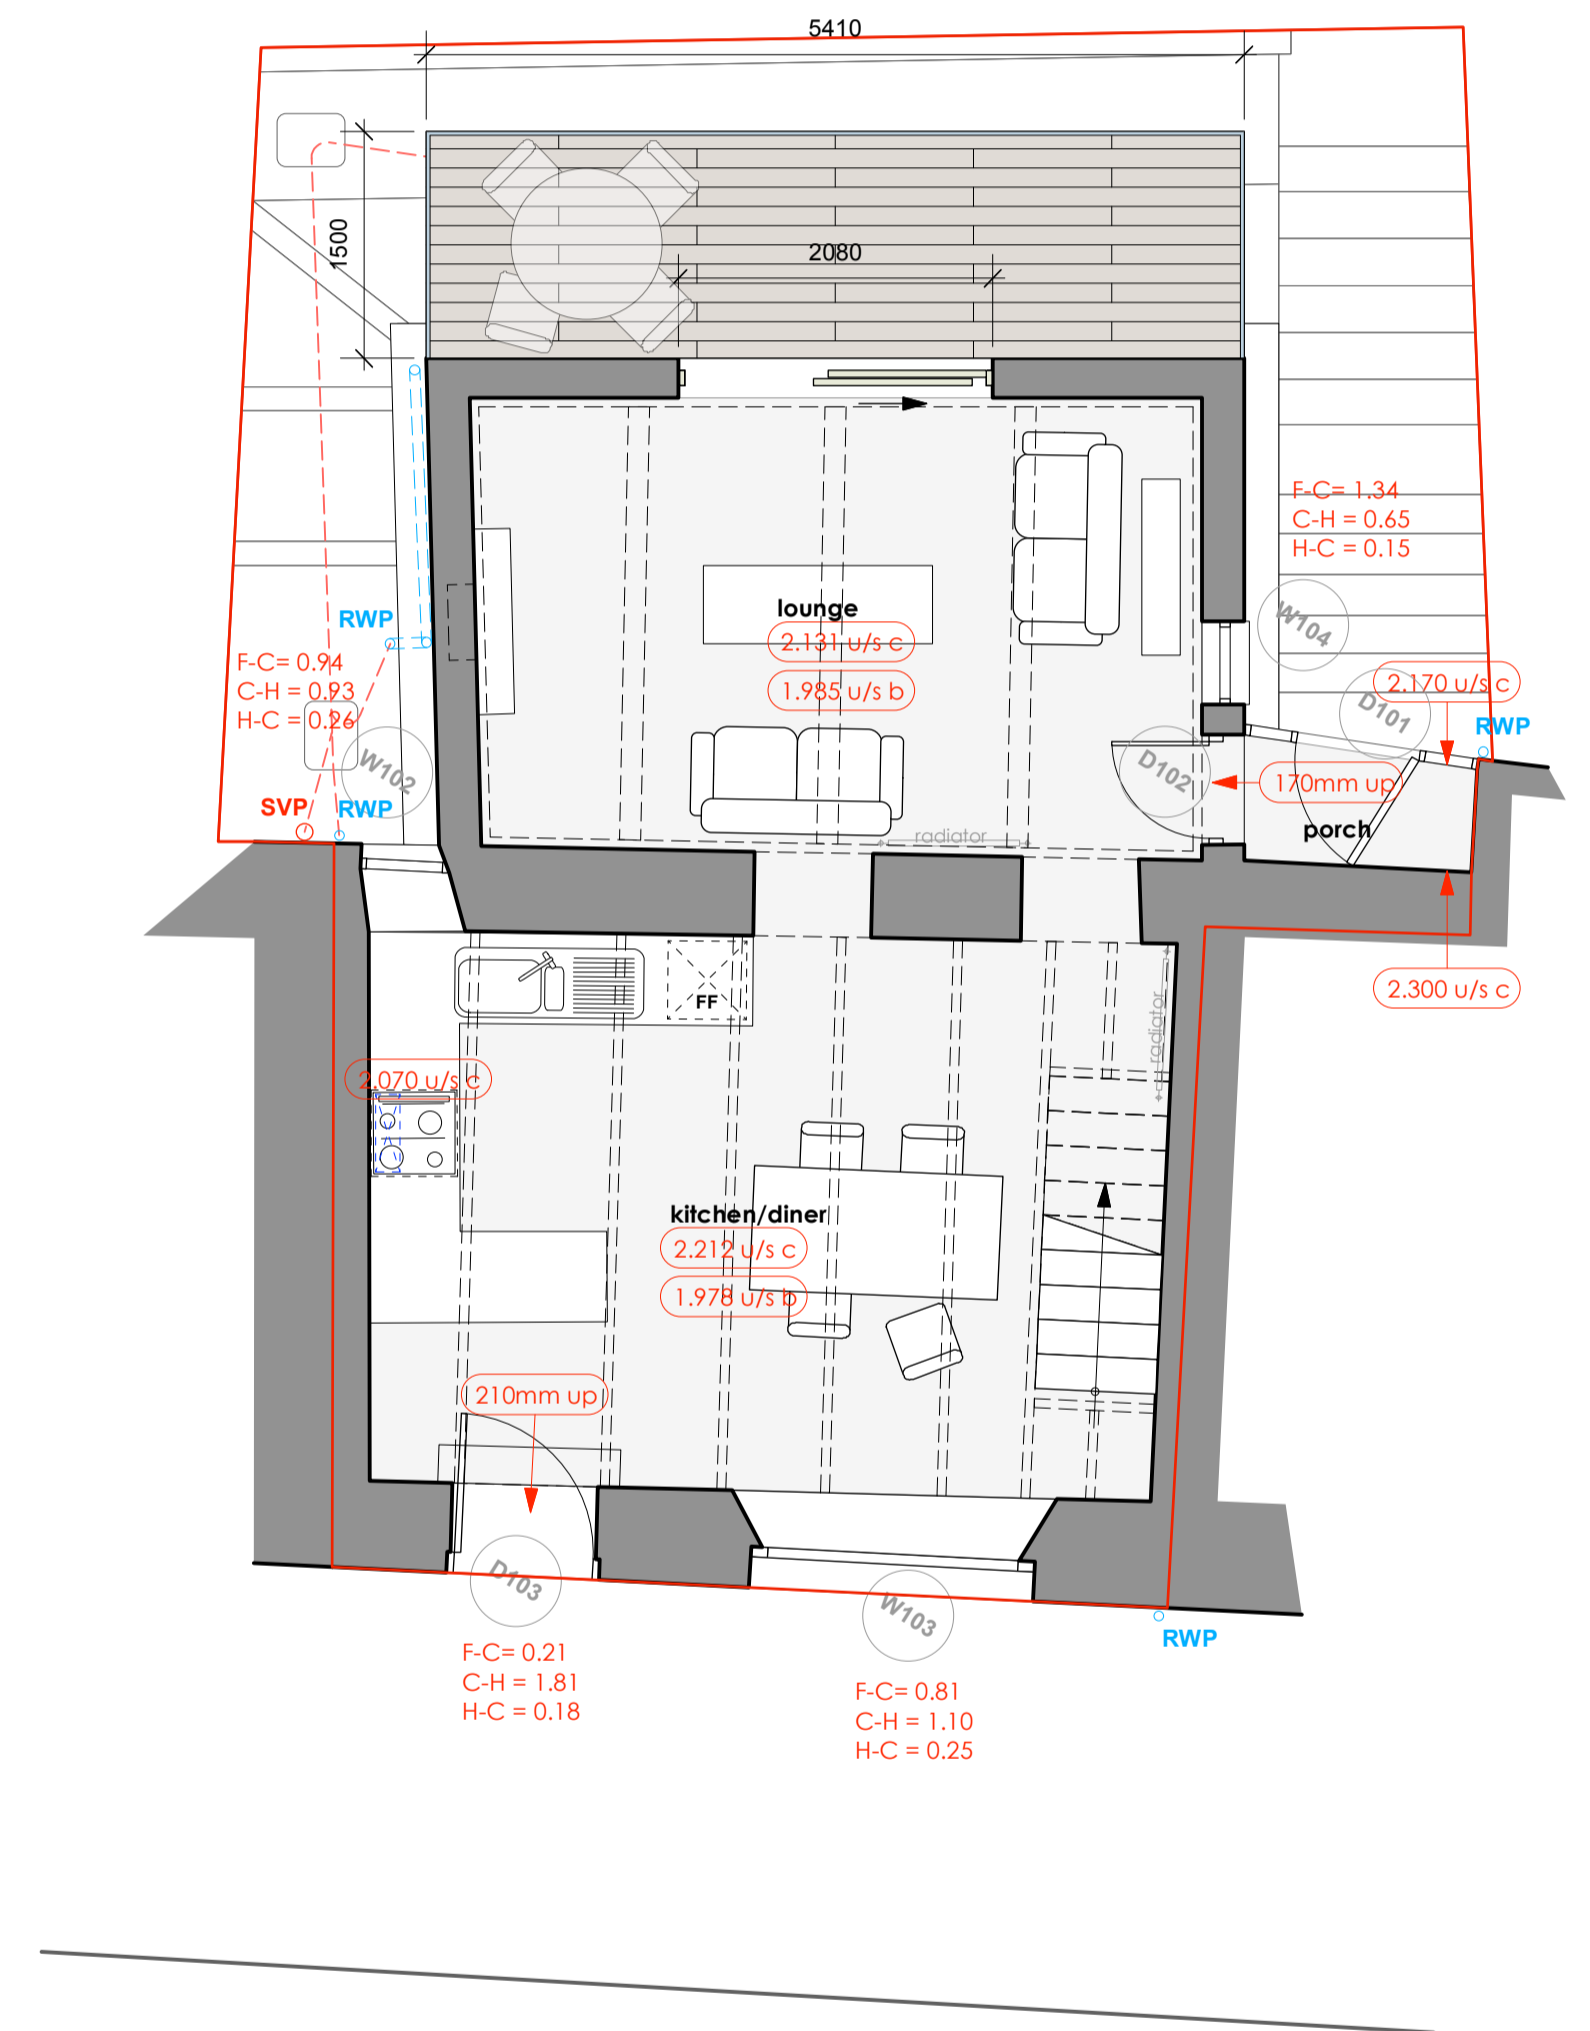 5410
1500
2080
F-C= 1.34
C-H = 0.65
H-C = 0.15
lounge
2.131 u/s c
1.985 u/s b
RWP
W104
F-C= 0.94
C-H = 0.93
H-C = 0.26
2.170 u/s c
D101
RWP
W102
D102
170mm up
SVP
RWP
porch
radiator
2.300 u/s c
FF
radiator
2.070 u/s c
kitchen/diner
2.212 u/s c
1.978 u/s b
210mm up
D103
W103
RWP
F-C= 0.21
C-H = 1.81
H-C = 0.18
F-C= 0.81
C-H = 1.10
H-C = 0.25